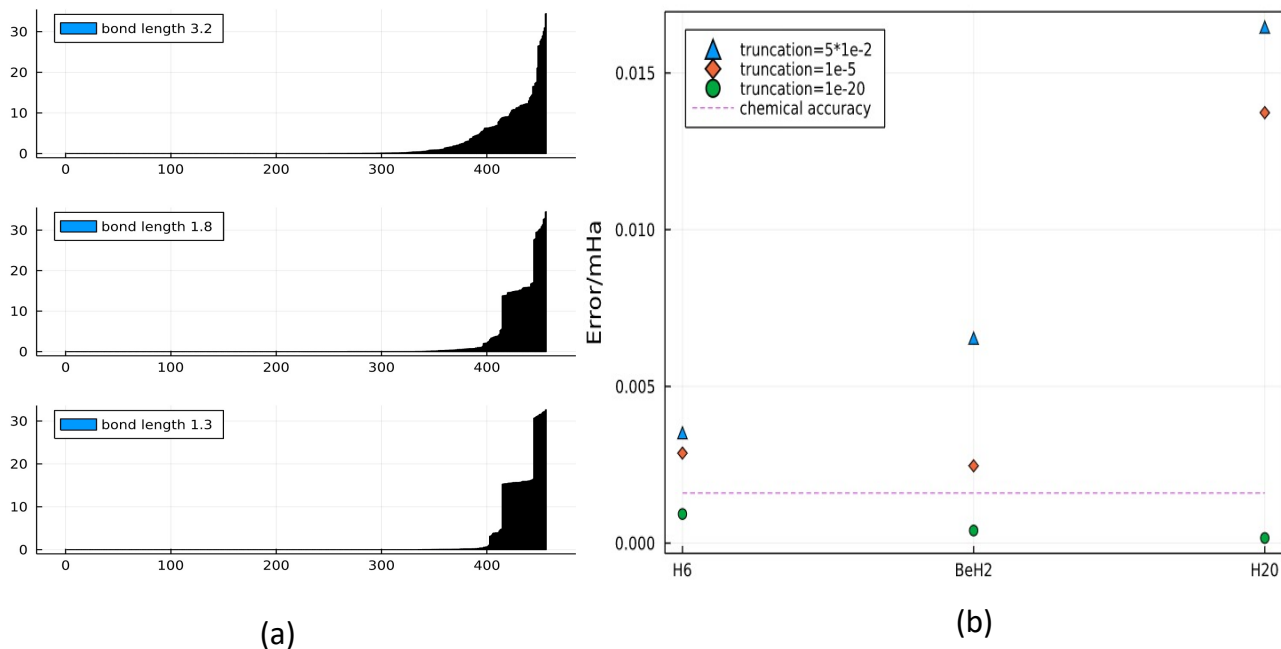 bond length 3.2
30
20
10
0
0 100 200 300 400
bond length 1.8
30
20
10
0
0 100 200 300 400
bond length 1.3
30
20
10
0
0 100 200 300 400
(a)
Error/mHa
truncation=5*1e-2
truncation=1e-5
truncation=1e-20
chemical accuracy
0.015
0.010
0.005
0.000
H6 BeH2 H20
(b)